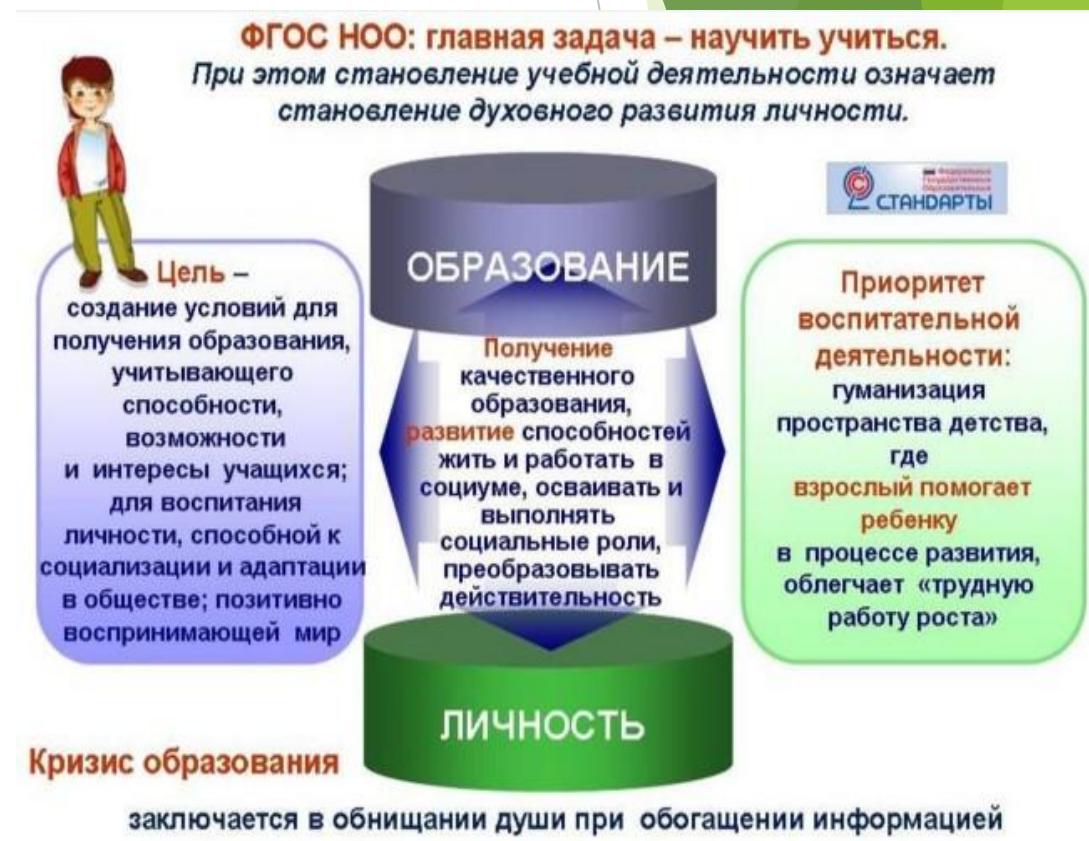 ФГОС НОО: главная задача – научить учиться.
При этом становление учебной деятельности означает
становление духовного развития личности.
Федеральные
Государственные
Образовательные
СТАНДАРТЫ
ОБРАЗОВАНИЕ
Цель –
создание условий для
получения образования,
учитывающего
способности,
возможности
и интересы учащихся;
для воспитания
личности, способной к
социализации и адаптации
в обществе; позитивно
воспринимающей мир
Получение
качественного
образования,
развитие способностей
жить и работать в
социуме, осваивать и
выполнять
социальные роли,
преобразовывать
действительность
Приоритет
воспитательной
деятельности:
гуманизация
пространства детства,
где
взрослый помогает
ребенку
в процессе развития,
облегчает «трудную
работу роста»
ЛИЧНОСТЬ
Кризис образования
заключается в обнищании души при обогащении информацией